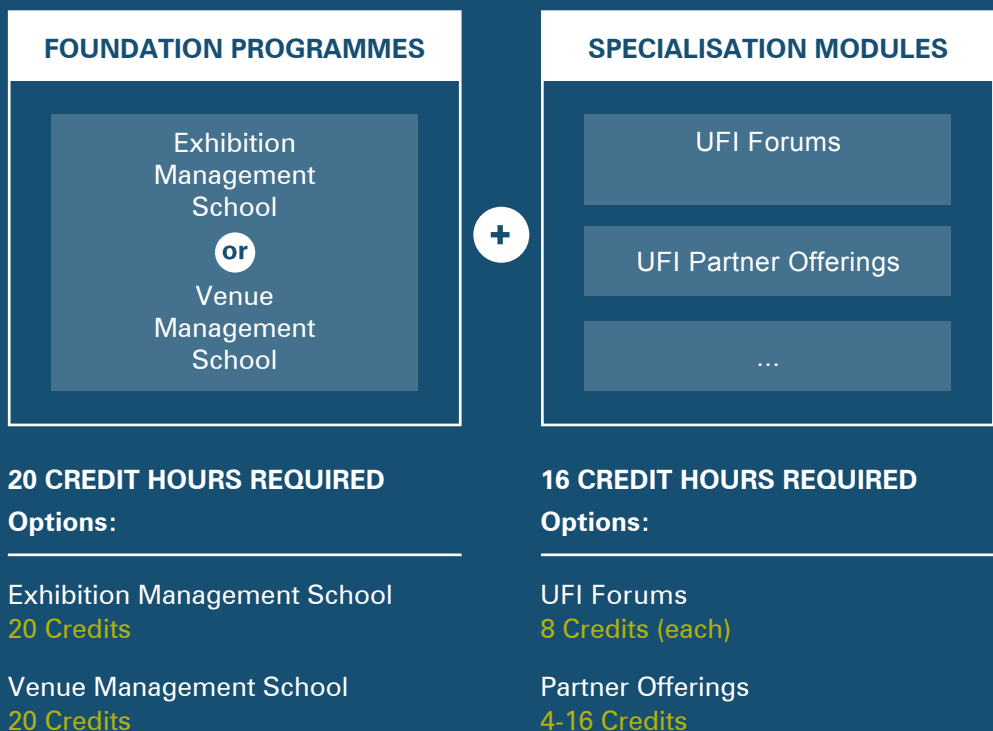 FOUNDATION PROGRAMMES
Exhibition
Management
School
or
Venue
Management
School
+
SPECIALISATION MODULES
UFI Forums
UFI Partner Offerings
...
20 CREDIT HOURS REQUIRED
Options:
Exhibition Management School
20 Credits
Venue Management School
20 Credits
16 CREDIT HOURS REQUIRED
Options:
UFI Forums
8 Credits (each)
Partner Offerings
4-16 Credits